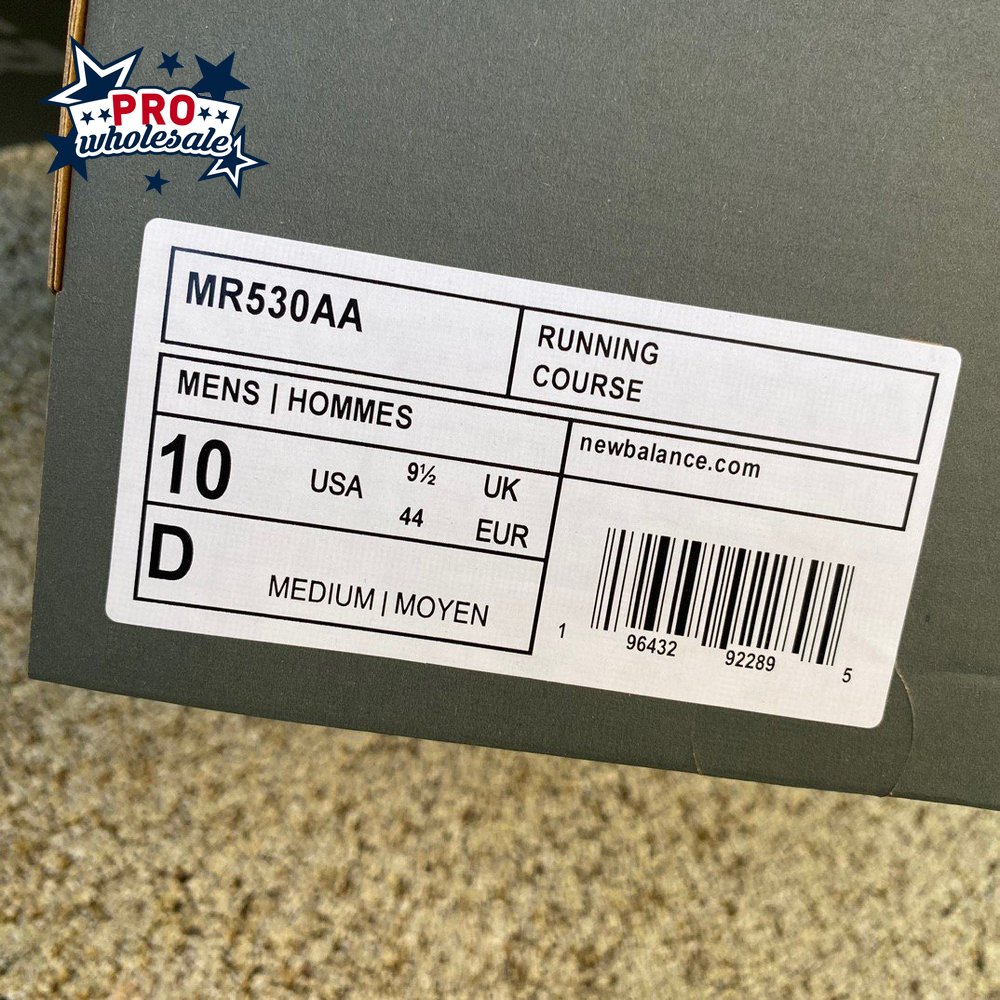 PRO
wholesale
MR530AA
RUNNING
COURSE
MENS | HOMMES
newbalance.com
10 USA 9½ UK
44 EUR
D
MEDIUM | MOYEN
1 96432 92289 5